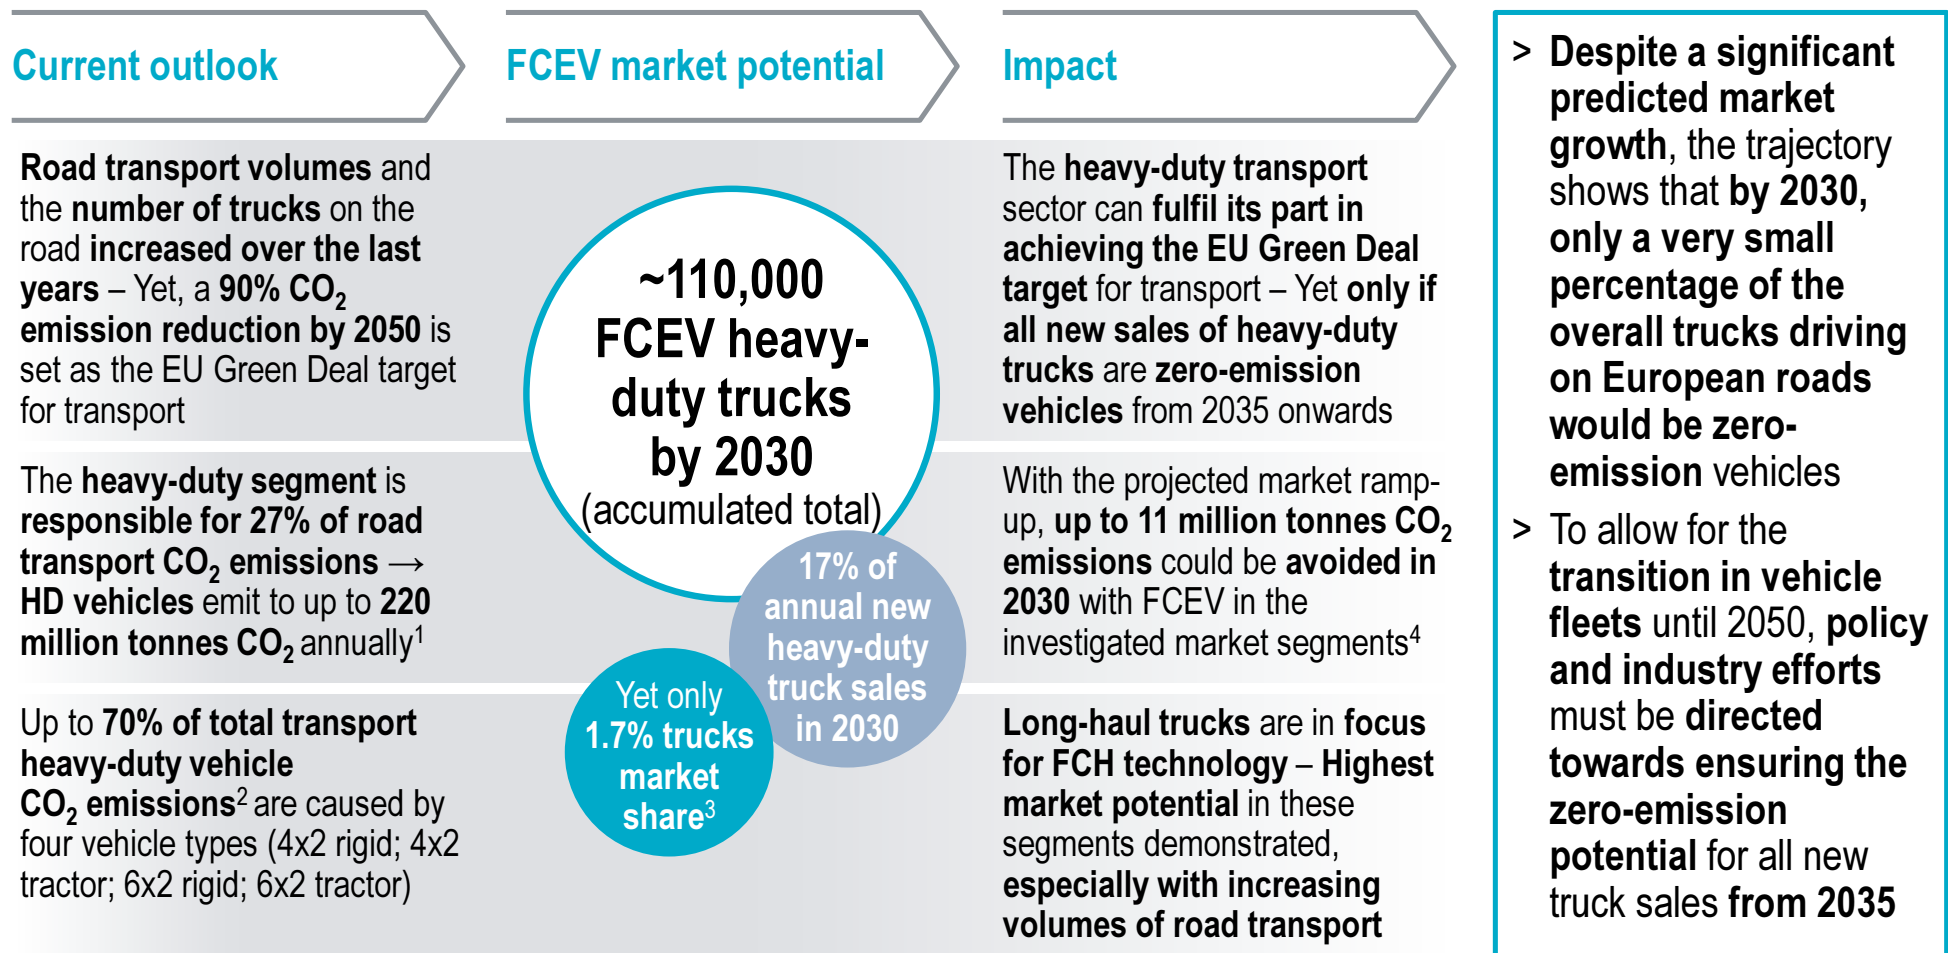 Current outlook
FCEV market potential
Impact
Road transport volumes and
the number of trucks on the
road increased over the last
years – Yet, a 90% CO₂
emission reduction by 2050 is
set as the EU Green Deal target
for transport
The heavy-duty segment is
responsible for 27% of road
transport CO₂ emissions →
HD vehicles emit to up to 220
million tonnes CO₂ annually¹
Up to 70% of total transport
heavy-duty vehicle
CO₂ emissions² are caused by
four vehicle types (4x2 rigid; 4x2
tractor; 6x2 rigid; 6x2 tractor)
~110,000
FCEV heavy-
duty trucks
by 2030
(accumulated total)
17% of
annual new
heavy-duty
truck sales
in 2030
Yet only
1.7% trucks
market
share³
The heavy-duty transport
sector can fulfil its part in
achieving the EU Green Deal
target for transport – Yet only if
all new sales of heavy-duty
trucks are zero-emission
vehicles from 2035 onwards
With the projected market ramp-
up, up to 11 million tonnes CO₂
emissions could be avoided in
2030 with FCEV in the
investigated market segments⁴
Long-haul trucks are in focus
for FCH technology – Highest
market potential in these
segments demonstrated,
especially with increasing
volumes of road transport
> Despite a significant
predicted market
growth, the trajectory
shows that by 2030,
only a very small
percentage of the
overall trucks driving
on European roads
would be zero-
emission vehicles
> To allow for the
transition in vehicle
fleets until 2050, policy
and industry efforts
must be directed
towards ensuring the
zero-emission
potential for all new
truck sales from 2035